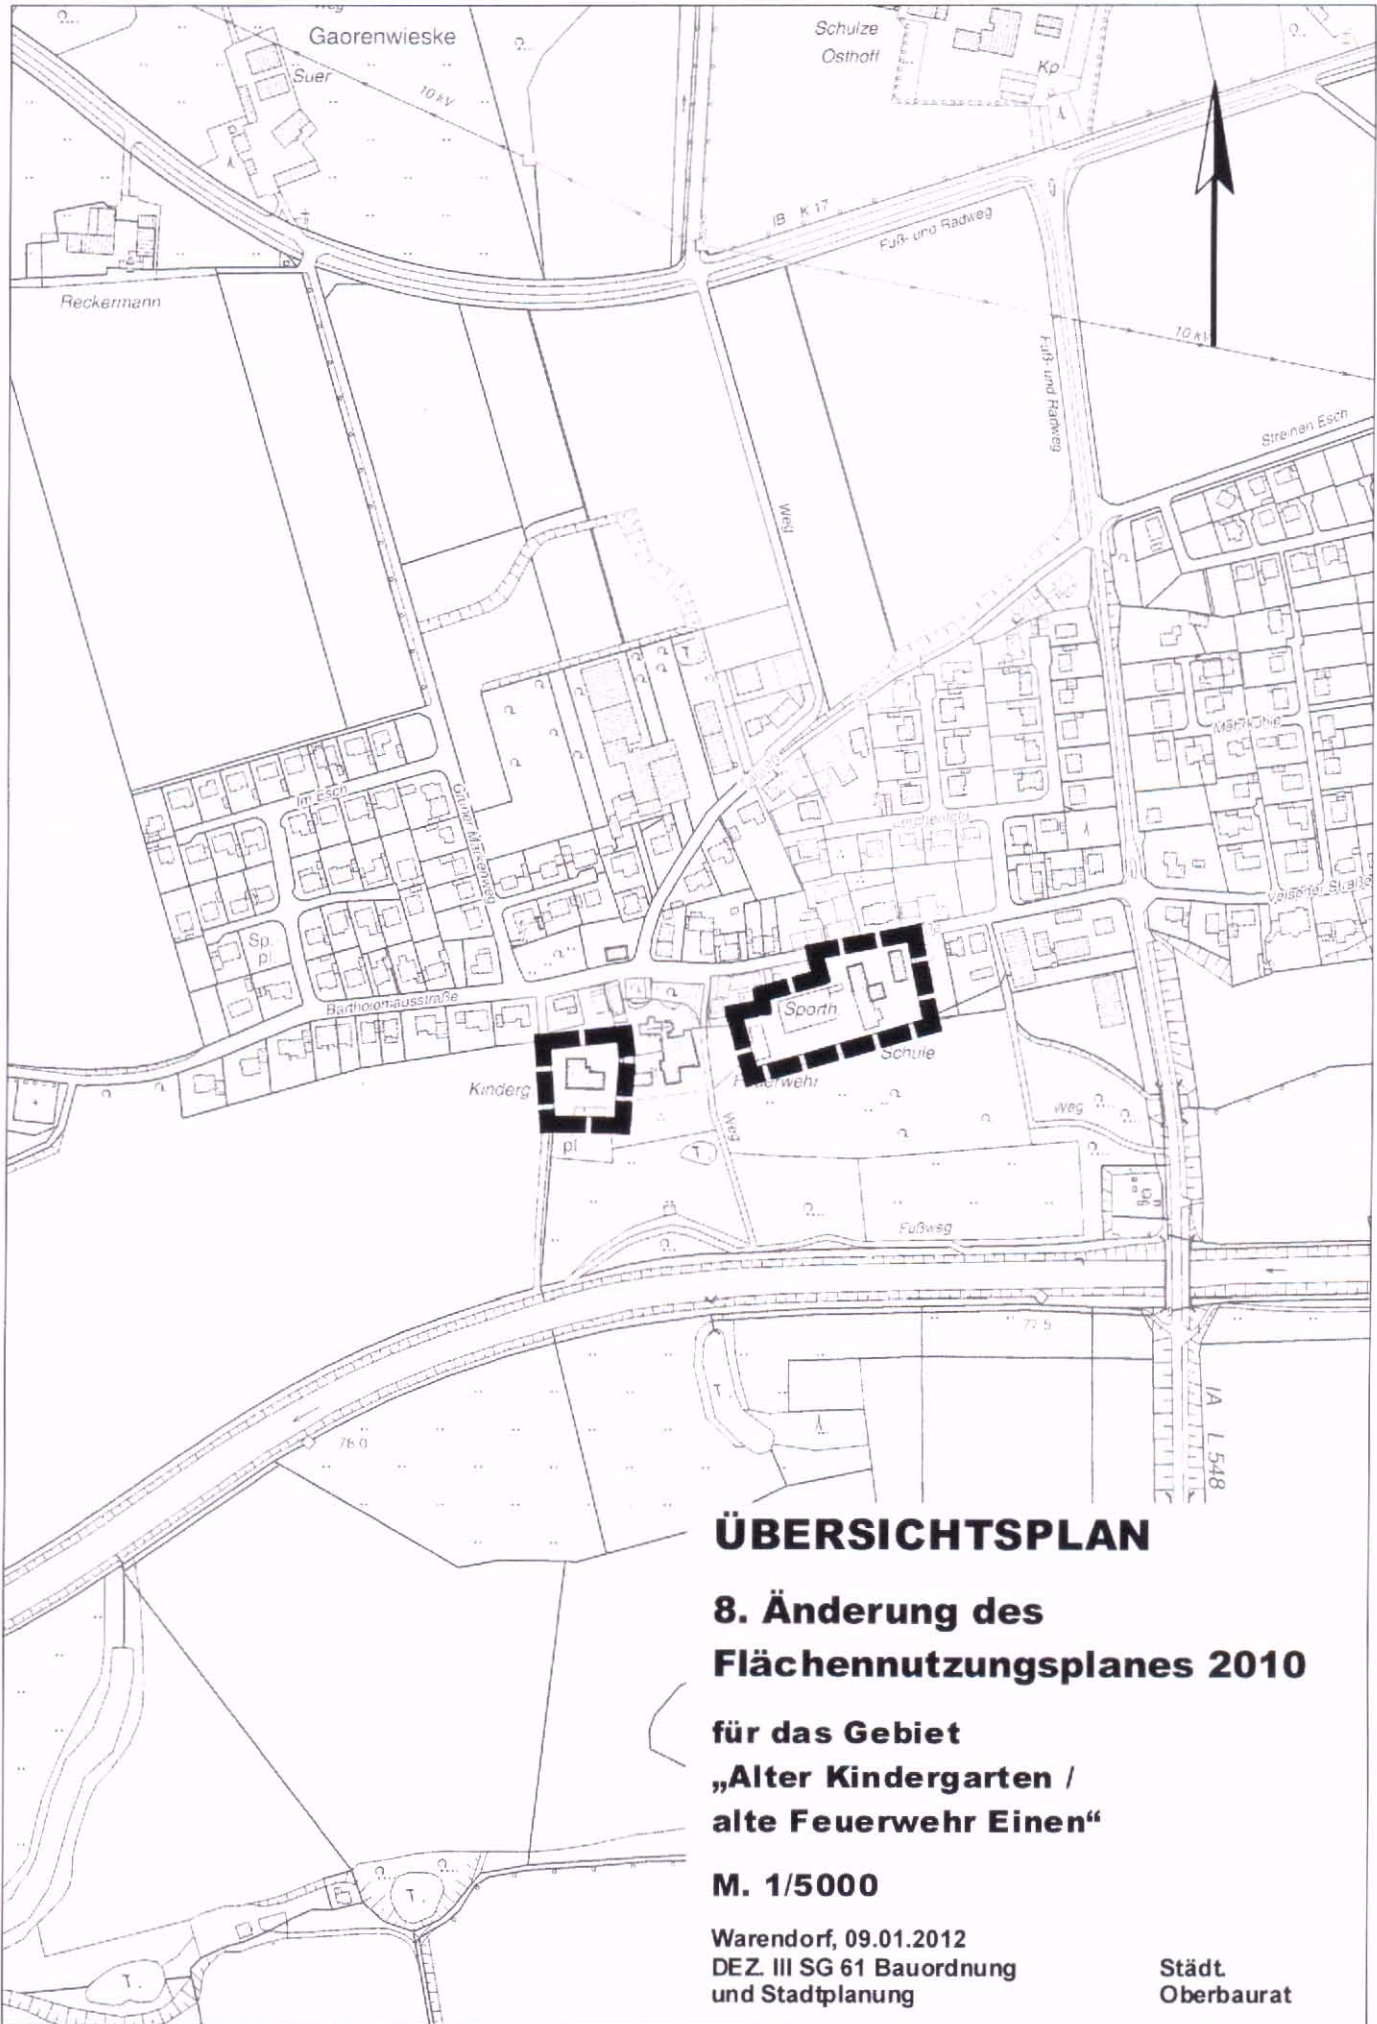 Gaorenwieske
Suer
10 kV
Schulze
Osthoff
Kp
Reckermann
IB K 17
Fuß- und Radweg
10 kV
Fuß- und Radweg
Streinen Esch
Weg
Im Esch
Grüner Markenweg
Sp.
pl.
Bartholomäusstraße
Velsener Straße
T.
Sporth.
Schule
Kinderg
Feuerwehr
pl
Weg
Weg
T.
Fußweg
77.5
T.
78.0
IA L 548
T.
T.
ÜBERSICHTSPLAN
8. Änderung des
Flächennutzungsplanes 2010
für das Gebiet
„Alter Kindergarten /
alte Feuerwehr Einen“
M. 1/5000
Warendorf, 09.01.2012
DEZ. III SG 61 Bauordnung
und Stadtplanung
Städt.
Oberbaurat